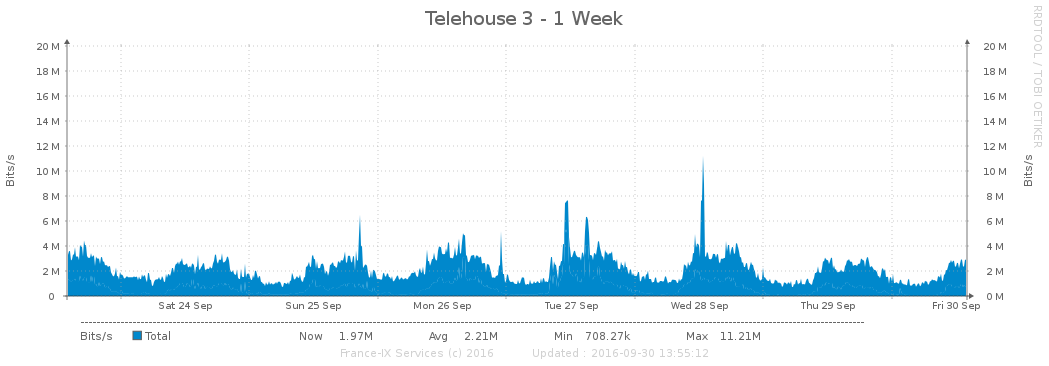 Telehouse 3 - 1 Week
RRDTOOL / TOBI OETIKER
Bits/s
Bits/s
20 M 20 M
18 M 18 M
16 M 16 M
14 M 14 M
12 M 12 M
10 M 10 M
8 M 8 M
6 M 6 M
4 M 4 M
2 M 2 M
0 0 M
Sat 24 Sep Sun 25 Sep Mon 26 Sep Tue 27 Sep Wed 28 Sep Thu 29 Sep Fri 30 Sep
Bits/s Total Now 1.97M Avg 2.21M Min 708.27k Max 11.21M
France-IX Services (c) 2016 Updated : 2016-09-30 13:55:12